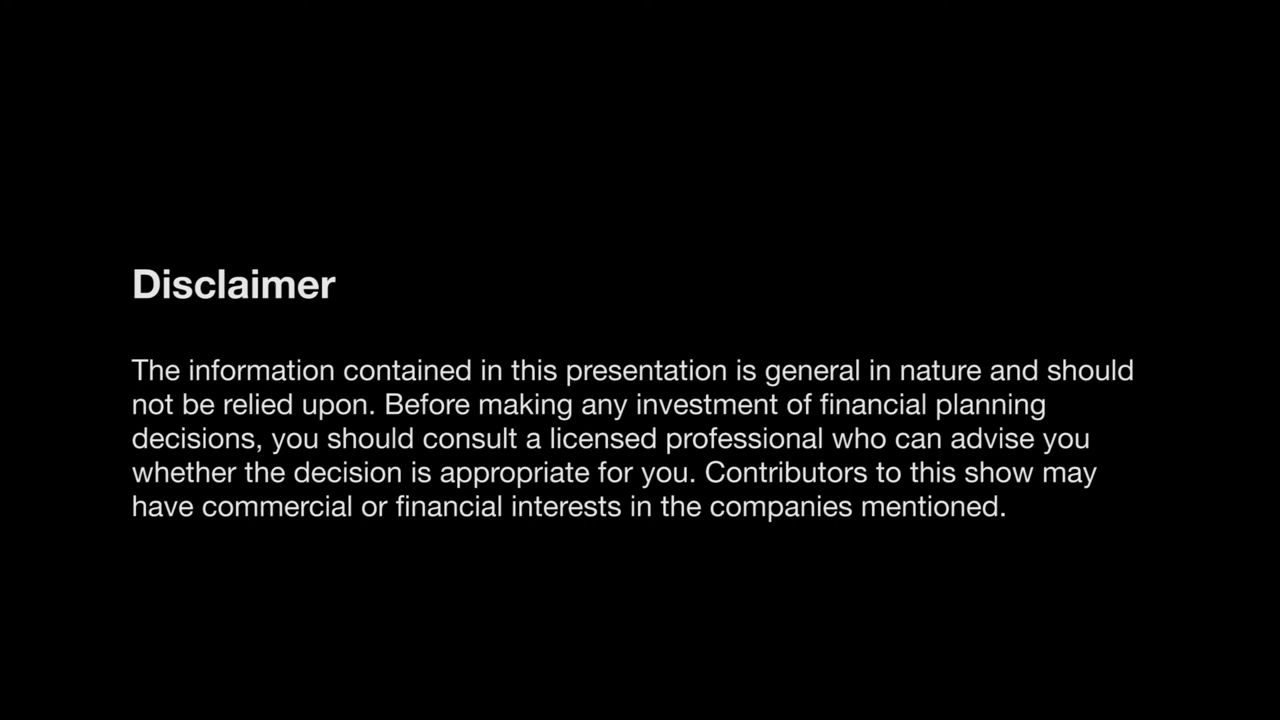 Disclaimer
The information contained in this presentation is general in nature and should
not be relied upon. Before making any investment of financial planning
decisions, you should consult a licensed professional who can advise you
whether the decision is appropriate for you. Contributors to this show may
have commercial or financial interests in the companies mentioned.